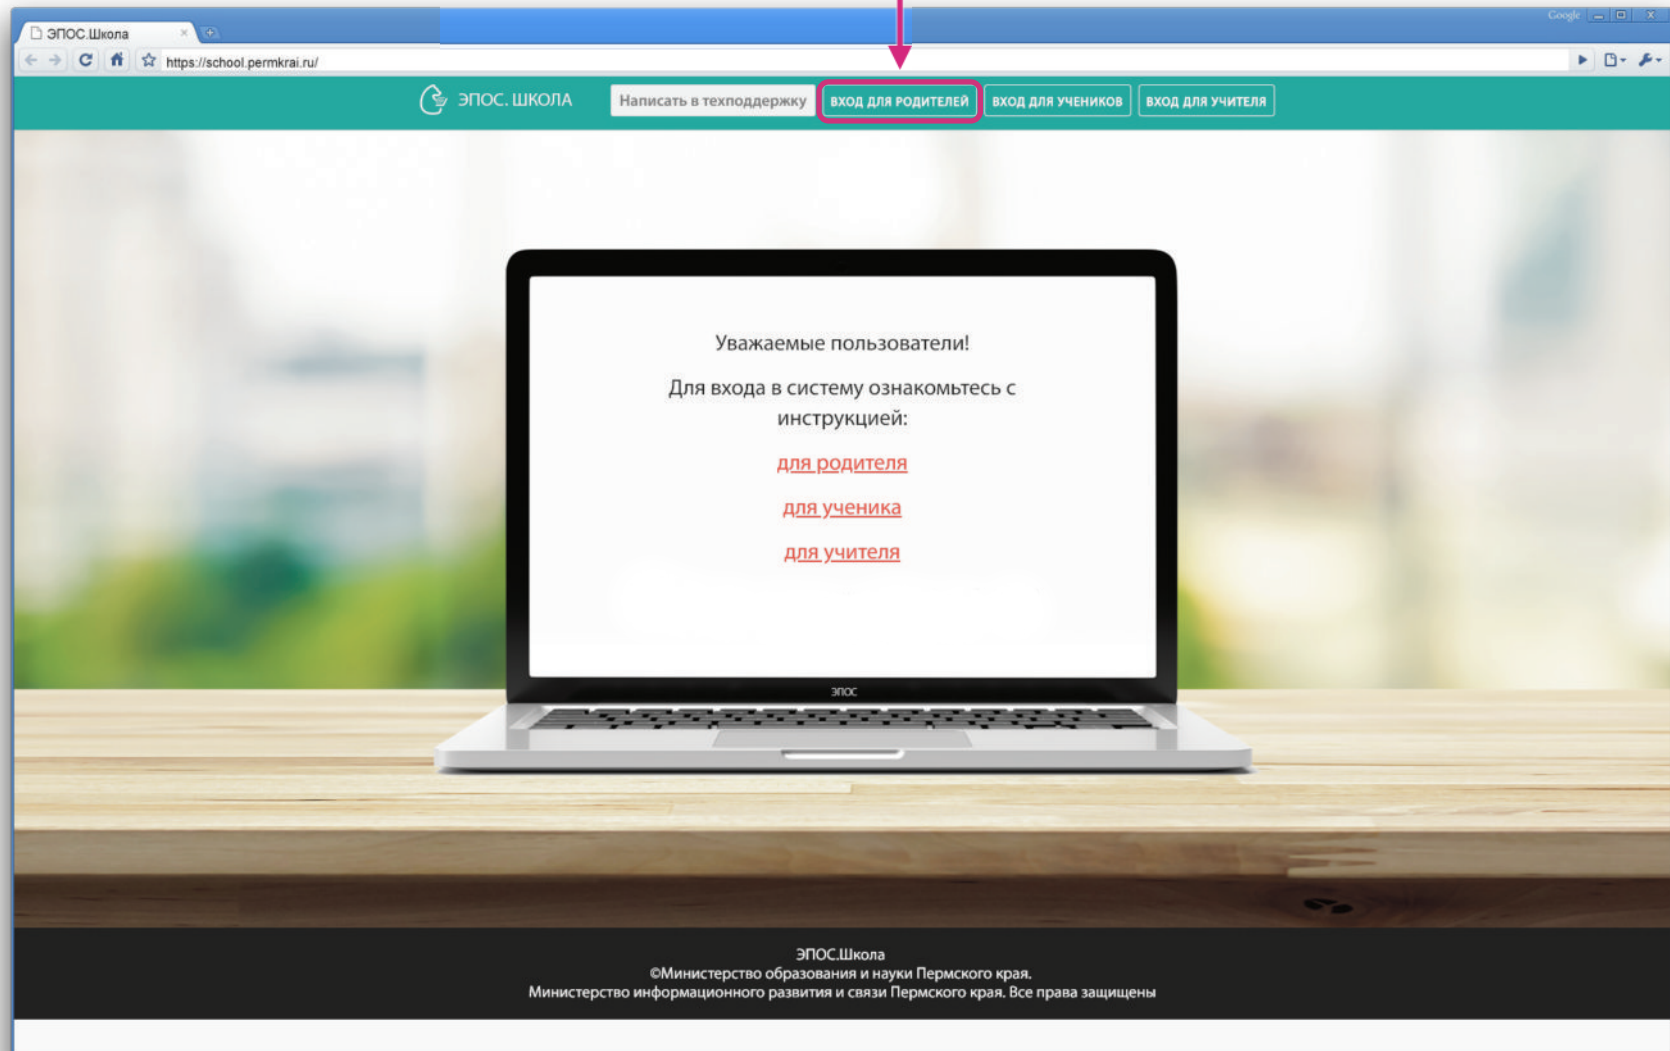 ЭПОС.Школа
Google
https://school.permkrai.ru/
ЭПОС. ШКОЛА
Написать в техподдержку
ВХОД ДЛЯ РОДИТЕЛЕЙ
ВХОД ДЛЯ УЧЕНИКОВ
ВХОД ДЛЯ УЧИТЕЛЯ
Уважаемые пользователи!
Для входа в систему ознакомьтесь с
инструкцией:
для родителя
для ученика
для учителя
ЭПОС
ЭПОС.Школа
©Министерство образования и науки Пермского края.
Министерство информационного развития и связи Пермского края. Все права защищены